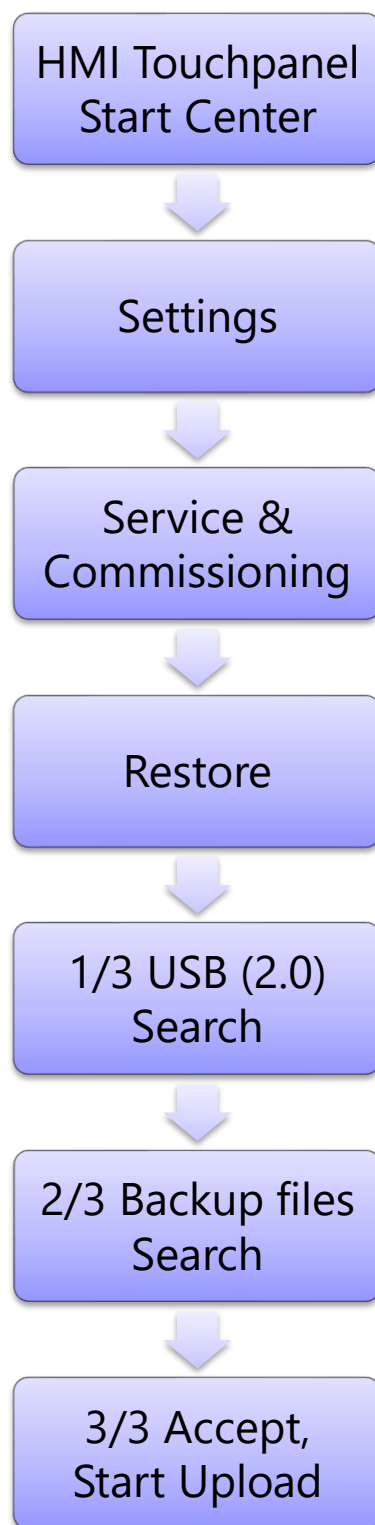 HMI Touchpanel
Start Center
Settings
Service &
Commissioning
Restore
1/3 USB (2.0)
Search
2/3 Backup files
Search
3/3 Accept,
Start Upload